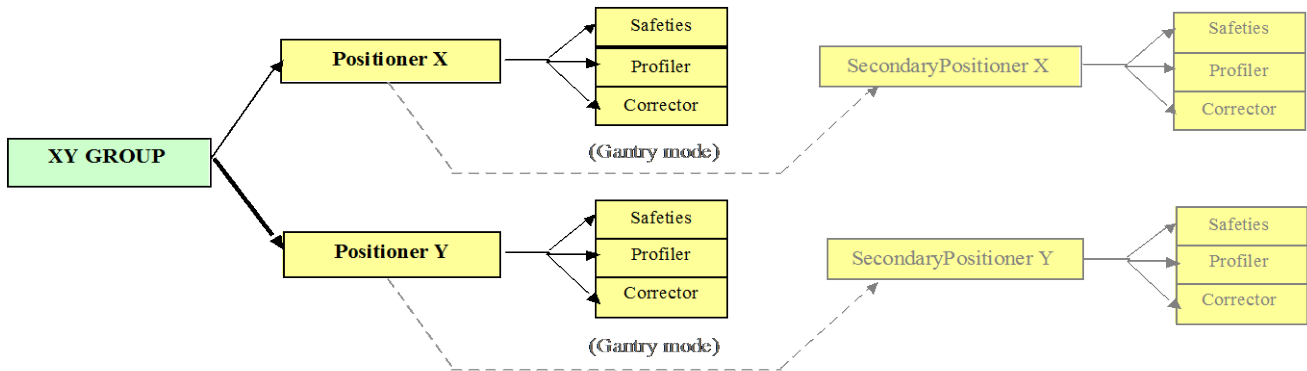 XY GROUP
Positioner X
Safeties
Profiler
Corrector
(Gantry mode)
SecondaryPositioner X
Safeties
Profiler
Corrector
Positioner Y
Safeties
Profiler
Corrector
(Gantry mode)
SecondaryPositioner Y
Safeties
Profiler
Corrector